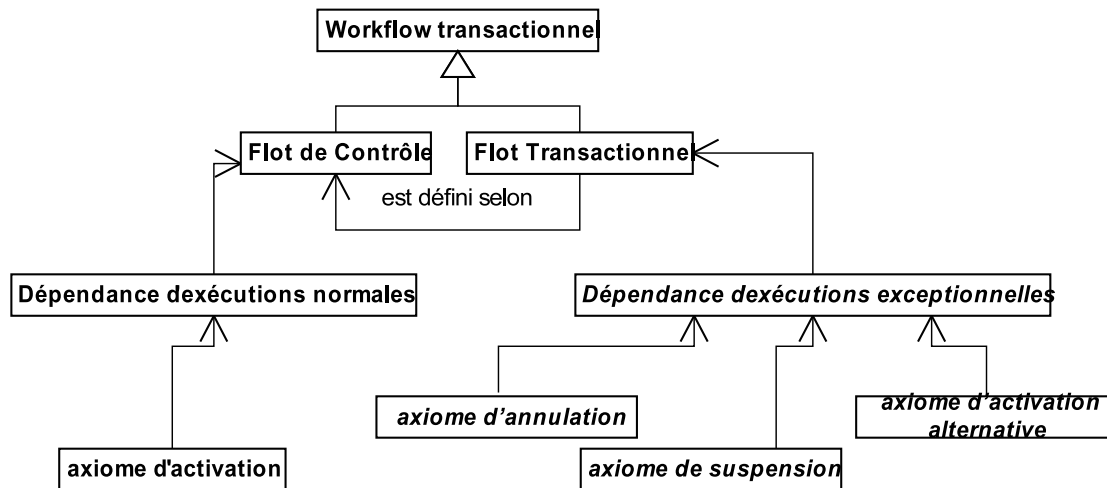 Workflow transactionnel
Flot de Contrôle
Flot Transactionnel
est défini selon
Dépendance dexécutions normales
Dépendance dexécutions exceptionnelles
axiome d’annulation
axiome d’activation
alternative
axiome d'activation
axiome de suspension